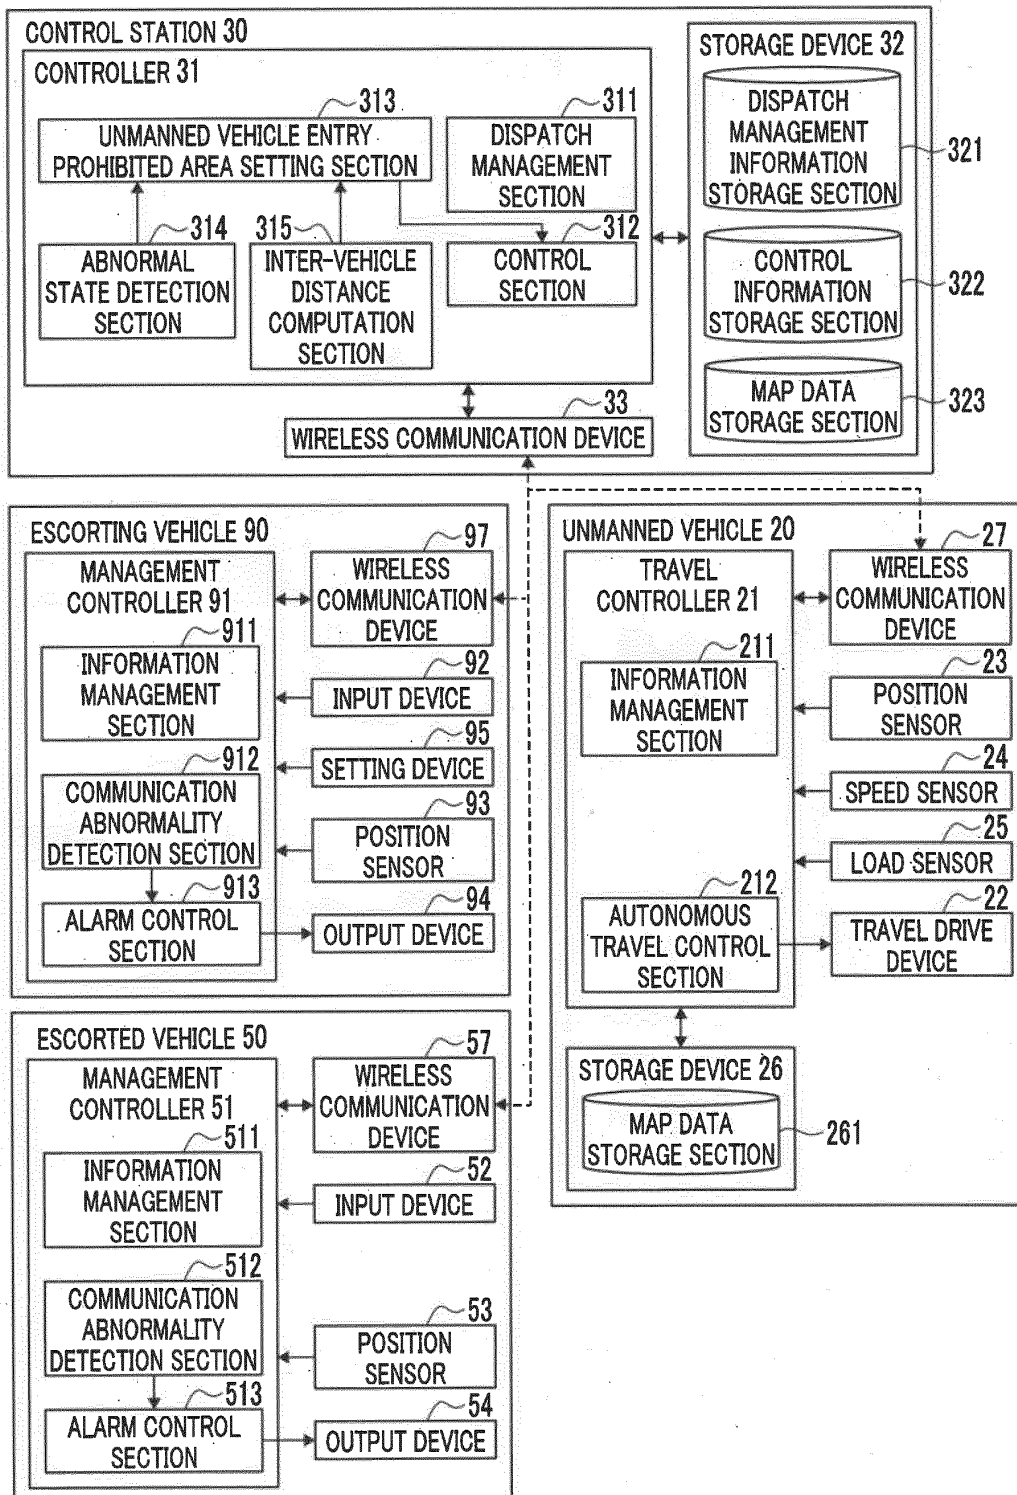 CONTROL STATION 30
CONTROLLER 31
313
UNMANNED VEHICLE ENTRY
PROHIBITED AREA SETTING SECTION
311
DISPATCH
MANAGEMENT
SECTION
314
ABNORMAL
STATE DETECTION
SECTION
315
INTER-VEHICLE
DISTANCE
COMPUTATION
SECTION
312
CONTROL
SECTION
STORAGE DEVICE 32
DISPATCH
MANAGEMENT
INFORMATION
STORAGE SECTION
321
CONTROL
INFORMATION
STORAGE SECTION
322
MAP DATA
STORAGE SECTION
323
33
WIRELESS COMMUNICATION DEVICE
ESCORTING VEHICLE 90
MANAGEMENT
CONTROLLER 91
911
INFORMATION
MANAGEMENT
SECTION
912
COMMUNICATION
ABNORMALITY
DETECTION SECTION
913
ALARM CONTROL
SECTION
97
WIRELESS
COMMUNICATION
DEVICE
92
INPUT DEVICE
95
SETTING DEVICE
93
POSITION
SENSOR
94
OUTPUT DEVICE
UNMANNED VEHICLE 20
TRAVEL
CONTROLLER 21
211
INFORMATION
MANAGEMENT
SECTION
212
AUTONOMOUS
TRAVEL CONTROL
SECTION
27
WIRELESS
COMMUNICATION
DEVICE
23
POSITION
SENSOR
24
SPEED SENSOR
25
LOAD SENSOR
22
TRAVEL DRIVE
DEVICE
STORAGE DEVICE 26
MAP DATA
STORAGE SECTION
261
ESCORTED VEHICLE 50
MANAGEMENT
CONTROLLER 51
511
INFORMATION
MANAGEMENT
SECTION
512
COMMUNICATION
ABNORMALITY
DETECTION SECTION
513
ALARM CONTROL
SECTION
57
WIRELESS
COMMUNICATION
DEVICE
52
INPUT DEVICE
53
POSITION
SENSOR
54
OUTPUT DEVICE